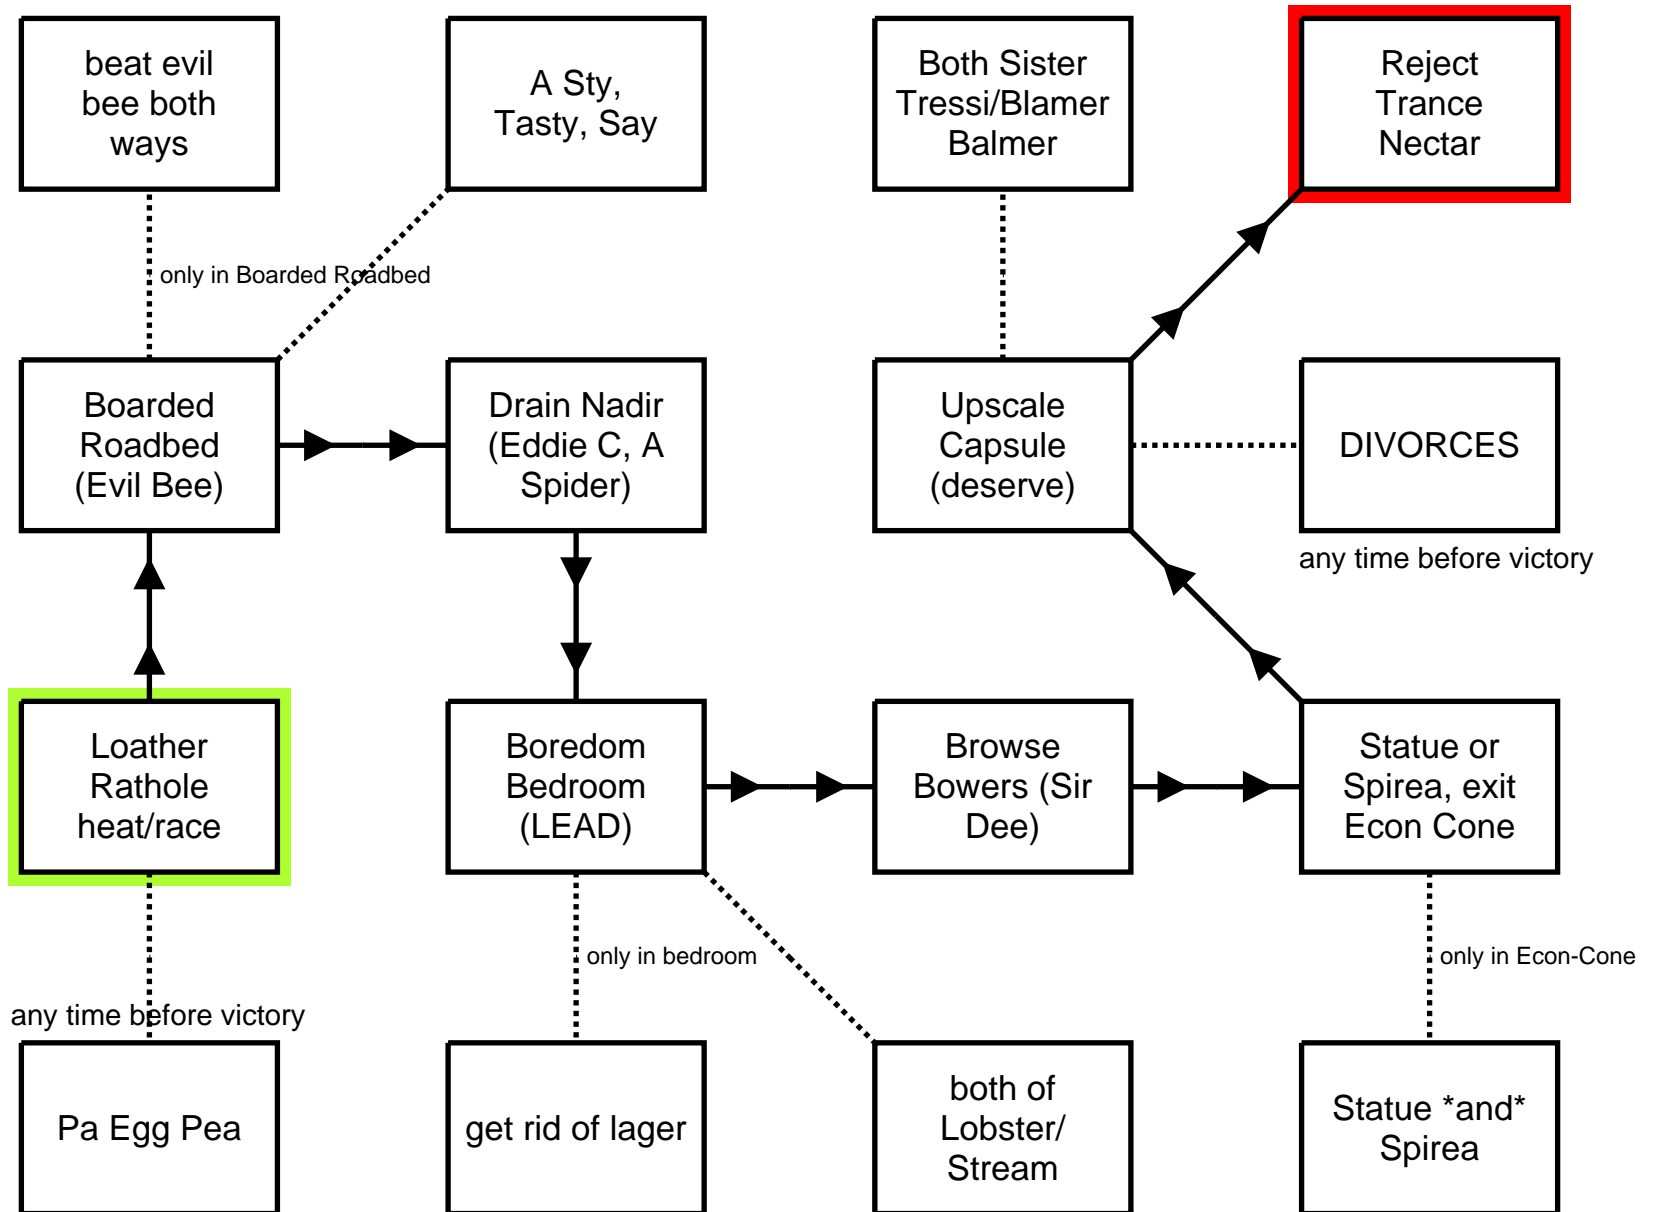 beat evil
bee both
ways
A Sty,
Tasty, Say
Both Sister
Tressi/Blamer
Balmer
Reject
Trance
Nectar
only in Boarded Roadbed
Boarded
Roadbed
(Evil Bee)
Drain Nadir
(Eddie C, A
Spider)
Upscale
Capsule
(deserve)
DIVORCES
any time before victory
Loather
Rathole
heat/race
Boredom
Bedroom
(LEAD)
Browse
Bowers (Sir
Dee)
Statue or
Spirea, exit
Econ Cone
only in bedroom
only in Econ-Cone
any time before victory
Pa Egg Pea
get rid of lager
both of
Lobster/
Stream
Statue *and*
Spirea